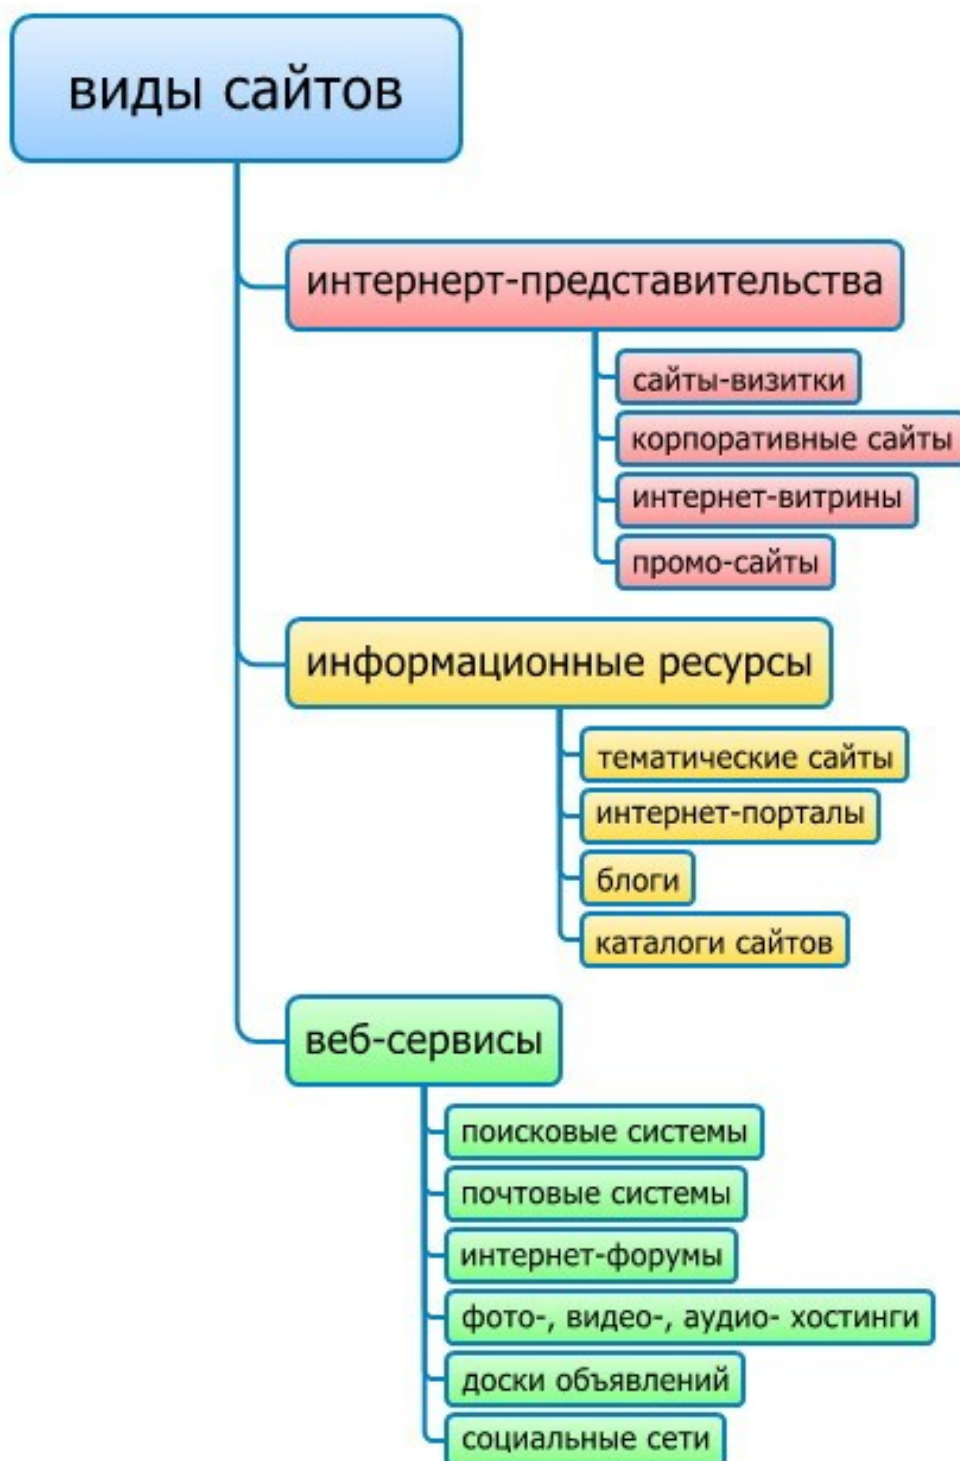 виды сайтов
интернерт-представительства
сайты-визитки
корпоративные сайты
интернет-витрины
промо-сайты
информационные ресурсы
тематические сайты
интернет-порталы
блоги
каталоги сайтов
веб-сервисы
поисковые системы
почтовые системы
интернет-форумы
фото-, видео-, аудио- хостинги
доски объявлений
социальные сети